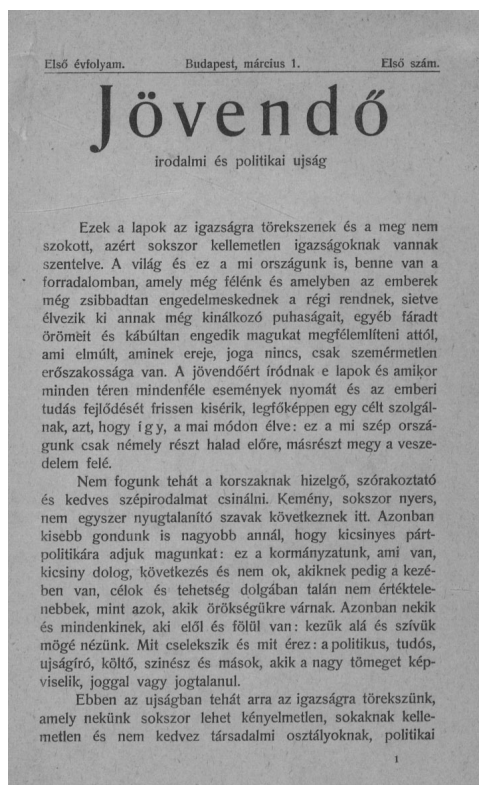 Első évfolyam. Budapest, március 1. Első szám.
Jövendő
irodalmi és politikai ujság
Ezek a lapok az igazságra törekszenek és a meg nem
szokott, azért sokszor kellemetlen igazságoknak vannak
szentelve. A világ és ez a mi országunk is, benne van a
forradalomban, amely még félénk és amelyben az emberek
még zsibbadtan engedelmeskednek a régi rendnek, sietve
élvezik ki annak még kinálkozó puhaságait, egyéb fáradt
örömeit és kábúltan engedik magukat megfélemlíteni attól,
ami elmúlt, aminek ereje, joga nincs, csak szemérmetlen
erőszakossága van. A jövendőért íródnak e lapok és amikor
minden téren mindenféle események nyomát és az emberi
tudás fejlődését frissen kisérik, legfőképpen egy célt szolgál-
nak, azt, hogy így, a mai módon élve: ez a mi szép orszá-
gunk csak némely részt halad előre, másrészt megy a vesze-
delem felé.
Nem fogunk tehát a korszaknak hizelgő, szórakoztató
és kedves szépirodalmat csinálni. Kemény, sokszor nyers,
nem egyszer nyugtalanító szavak következnek itt. Azonban
kisebb gondunk is nagyobb annál, hogy kicsinyes párt-
politikára adjuk magunkat: ez a kormányzatunk, ami van,
kicsiny dolog, következés és nem ok, akiknek pedig a kezé-
ben van, célok és tehetség dolgában talán nem értéktele-
nebbek, mint azok, akik örökségükre várnak. Azonban nekik
és mindenkinek, aki elől és fölül van: kezük alá és szívük
mögé nézünk. Mit cselekszik és mit érez: a politikus, tudós,
ujságíró, költő, szinész és mások, akik a nagy tömeget kép-
viselik, joggal vagy jogtalanul.
Ebben az ujságban tehát arra az igazságra törekszünk,
amely nekünk sokszor lehet kényelmetlen, sokaknak kelle-
metlen és nem kedvez társadalmi osztályoknak, politikai
1